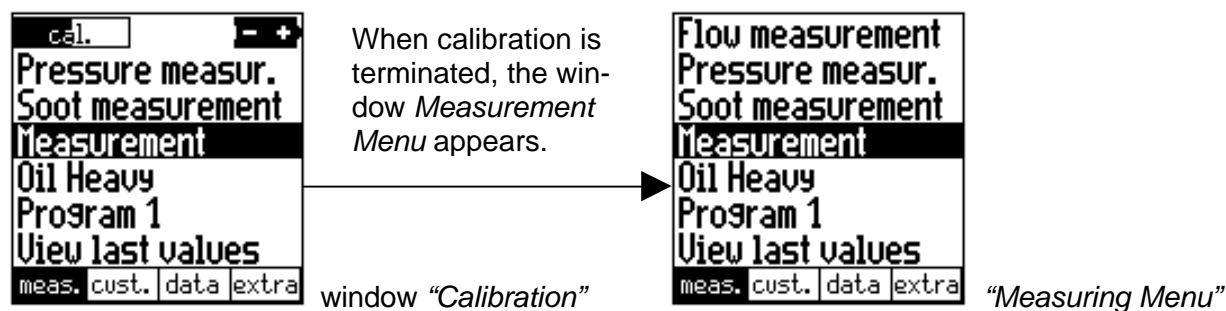 cal. - +
Pressure measur.
Soot measurement
Measurement
Oil Heavy
Program 1
View last values
meas. cust. data extra
window “Calibration”
When calibration is
terminated, the win-
dow Measurement
Menu appears.
Flow measurement
Pressure measur.
Soot measurement
Measurement
Oil Heavy
Program 1
View last values
meas. cust. data extra
“Measuring Menu”